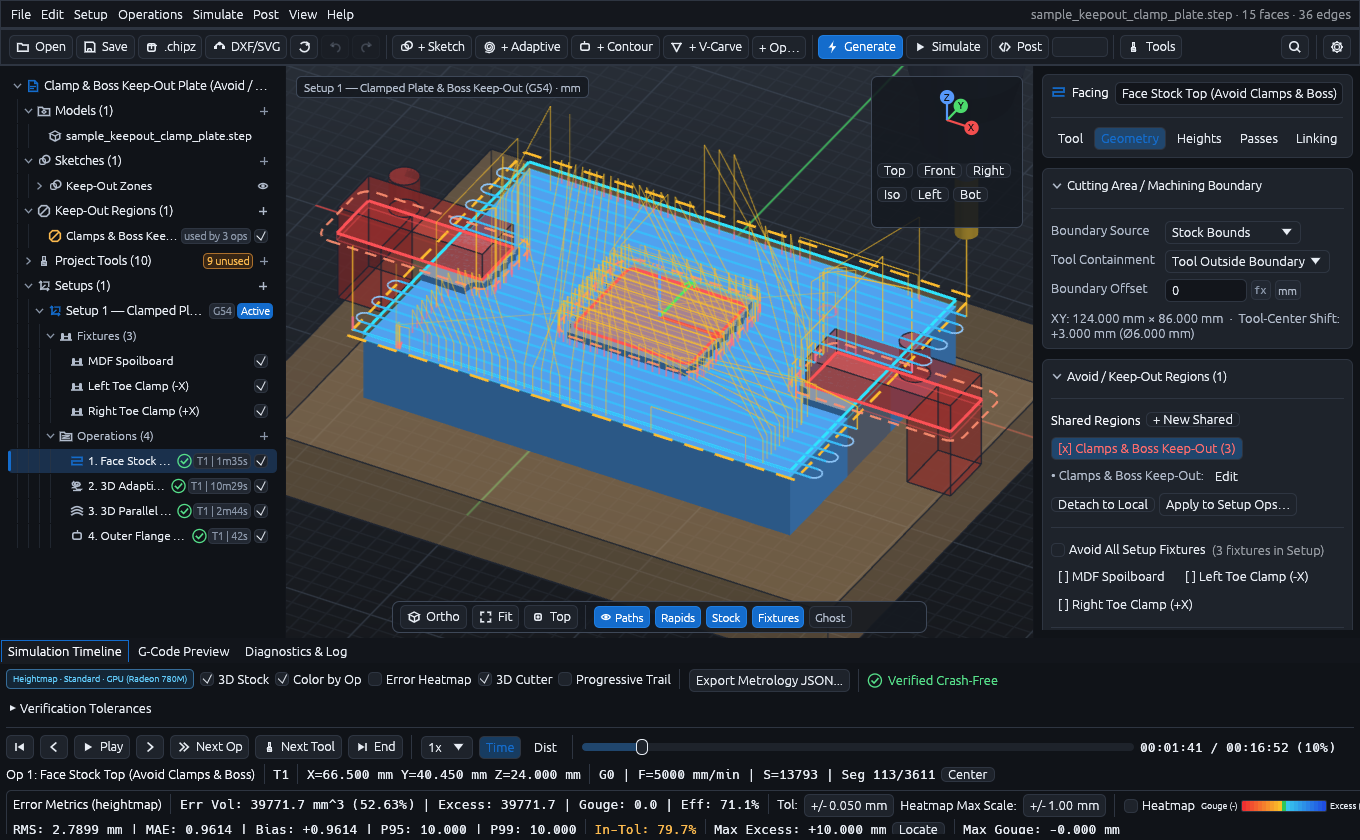 File Edit Setup Operations Simulate Post View Help
sample_keepout_clamp_plate.step · 15 faces · 36 edges
Open Save .chipz DXF/SVG + Sketch + Adaptive + Contour + V-Carve + Op… Generate Simulate Post Tools
Clamp & Boss Keep-Out Plate (Avoid / …
Models (1)
sample_keepout_clamp_plate.step
Sketches (1)
Keep-Out Zones
Keep-Out Regions (1)
Clamps & Boss Kee… used by 3 ops
Project Tools (10) 9 unused
Setups (1)
Setup 1 — Clamped Pl… G54 Active
Fixtures (3)
MDF Spoilboard
Left Toe Clamp (-X)
Right Toe Clamp (+X)
Operations (4)
1. Face Stock … T1 | 1m35s
2. 3D Adapti… T1 | 10m29s
3. 3D Parallel … T1 | 2m44s
4. Outer Flange … T1 | 42s
Setup 1 — Clamped Plate & Boss Keep-Out (G54) · mm
Z
Y
X
Top Front Right
Iso Left Bot
Ortho Fit Top Paths Rapids Stock Fixtures Ghost
Facing Face Stock Top (Avoid Clamps & Boss)
Tool Geometry Heights Passes Linking
Cutting Area / Machining Boundary
Boundary Source Stock Bounds
Tool Containment Tool Outside Boundary
Boundary Offset 0 fx mm
XY: 124.000 mm × 86.000 mm · Tool-Center Shift:
+3.000 mm (Ø6.000 mm)
Avoid / Keep-Out Regions (1)
Shared Regions + New Shared
[x] Clamps & Boss Keep-Out (3)
• Clamps & Boss Keep-Out: Edit
Detach to Local Apply to Setup Ops…
Avoid All Setup Fixtures (3 fixtures in Setup)
[ ] MDF Spoilboard [ ] Left Toe Clamp (-X)
[ ] Right Toe Clamp (+X)
Simulation Timeline G-Code Preview Diagnostics & Log
Heightmap · Standard · GPU (Radeon 780M) 3D Stock Color by Op Error Heatmap 3D Cutter Progressive Trail Export Metrology JSON… Verified Crash-Free
Verification Tolerances
Play Next Op Next Tool End 1x Time Dist 00:01:41 / 00:16:52 (10%)
Op 1: Face Stock Top (Avoid Clamps & Boss) T1 X=66.500 mm Y=40.450 mm Z=24.000 mm G0 | F=5000 mm/min | S=13793 | Seg 113/3611 Center
Error Metrics (heightmap) Err Vol: 39771.7 mm^3 (52.63%) | Excess: 39771.7 | Gouge: 0.0 | Eff: 71.1% Tol: +/-0.050 mm Heatmap Max Scale: +/-1.00 mm Heatmap Gouge (-) Excess
RMS: 2.7899 mm | MAE: 0.9614 | Bias: +0.9614 | P95: 10.000 | P99: 10.000 In-Tol: 79.7% Max Excess: +10.000 mm Locate Max Gouge: -0.000 mm